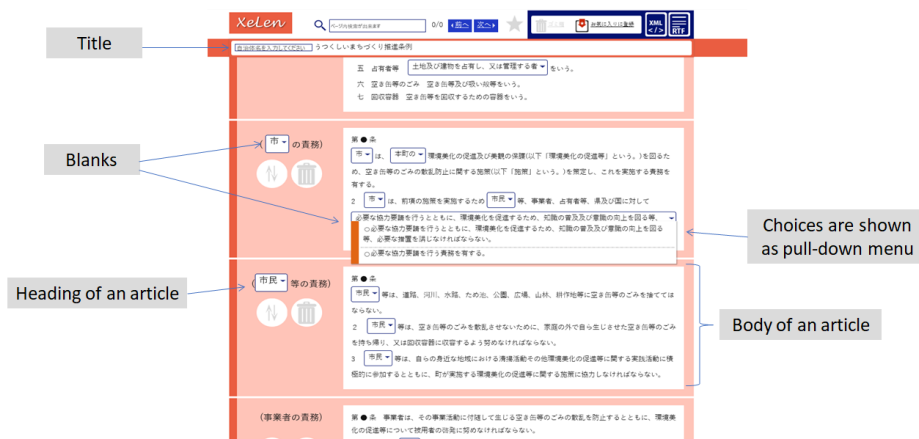 XeLen
ページ内検索が出来ます
0/0
前へ
次へ
お気に入りに登録
XML
</>
RTF
Title
自治体名を入力してください うつくしいまちづくり推進条例
五 占有者等 土地及び建物を占有し、又は管理する者 をいう。
六 空き缶等のごみ 空き缶等及び吸い殻等をいう。
七 回収容器 空き缶等を回収するための容器をいう。
Blanks
(市 の責務)
第●条
市 は、本町の 環境美化の促進及び美観の保護(以下「環境美化の促進等」という。)を図るた
め、空き缶等のごみの散乱防止に関する施策(以下「施策」という。)を策定し、これを実施する責務を
有する。
2 市 は、前項の施策を実施するため 市民 等、事業者、占有者等、県及び国に対して
必要な協力要請を行うとともに、環境美化を促進するため、知識の普及及び意識の向上を図る等、
○必要な協力要請を行うとともに、環境美化を促進するため、知識の普及及び意識の向上を図る
等、必要な措置を講じなければならない。
○必要な協力要請を行う責務を有する。
Choices are shown
as pull-down menu
Heading of an article
(市民 等の責務)
第●条
市民 等は、道路、河川、水路、ため池、公園、広場、山林、耕作地等に空き缶等のごみを捨てては
ならない。
2 市民 等は、空き缶等のごみを散乱させないために、家庭の外で自ら生じさせた空き缶等のごみ
を持ち帰り、又は回収容器に収容するよう努めなければならない。
3 市民 等は、自らの身近な地域における清掃活動その他環境美化の促進等に関する実践活動に積
極的に参加するとともに、町が実施する環境美化の促進等に関する施策に協力しなければならない。
Body of an article
(事業者の責務)
第●条 事業者は、その事業活動に付随して生じる空き缶等のごみの散乱を防止するとともに、環境美
化の促進等について被用者の啓発に努めなければならない。